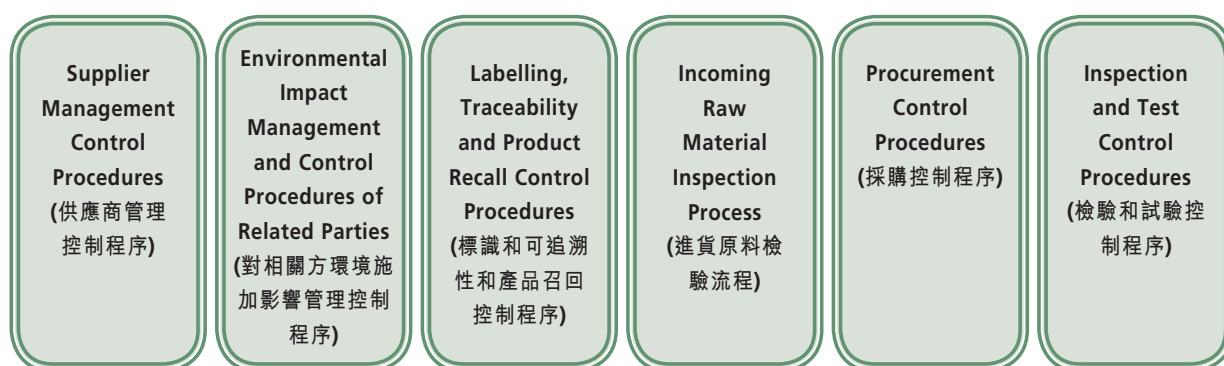 Supplier
Management
Control
Procedures
(供應商管理
控制程序)
Environmental
Impact
Management
and Control
Procedures of
Related Parties
(對相關方環境施
加影響管理控制
程序)
Labelling,
Traceability
and Product
Recall Control
Procedures
(標識和可追溯
性和產品召回
控制程序)
Incoming
Raw
Material
Inspection
Process
(進貨原料檢
驗流程)
Procurement
Control
Procedures
(採購控制程序)
Inspection
and Test
Control
Procedures
(檢驗和試驗控
制程序)